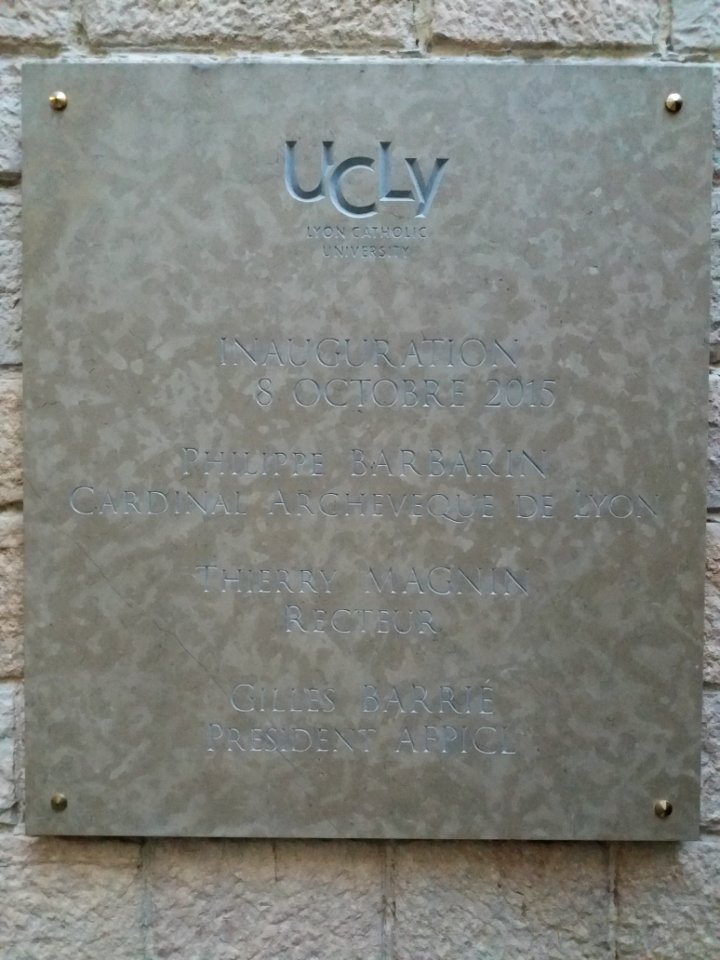 UCLy
LYON CATHOLIC
UNIVERSITY
INAUGURATION
8 OCTOBRE 2015
PHILIPPE BARBARIN
CARDINAL ARCHEVEQUE DE LYON
THIERRY MAGNIN
RECTEUR
GILLES BARRIÉ
PRESIDENT AFPICL